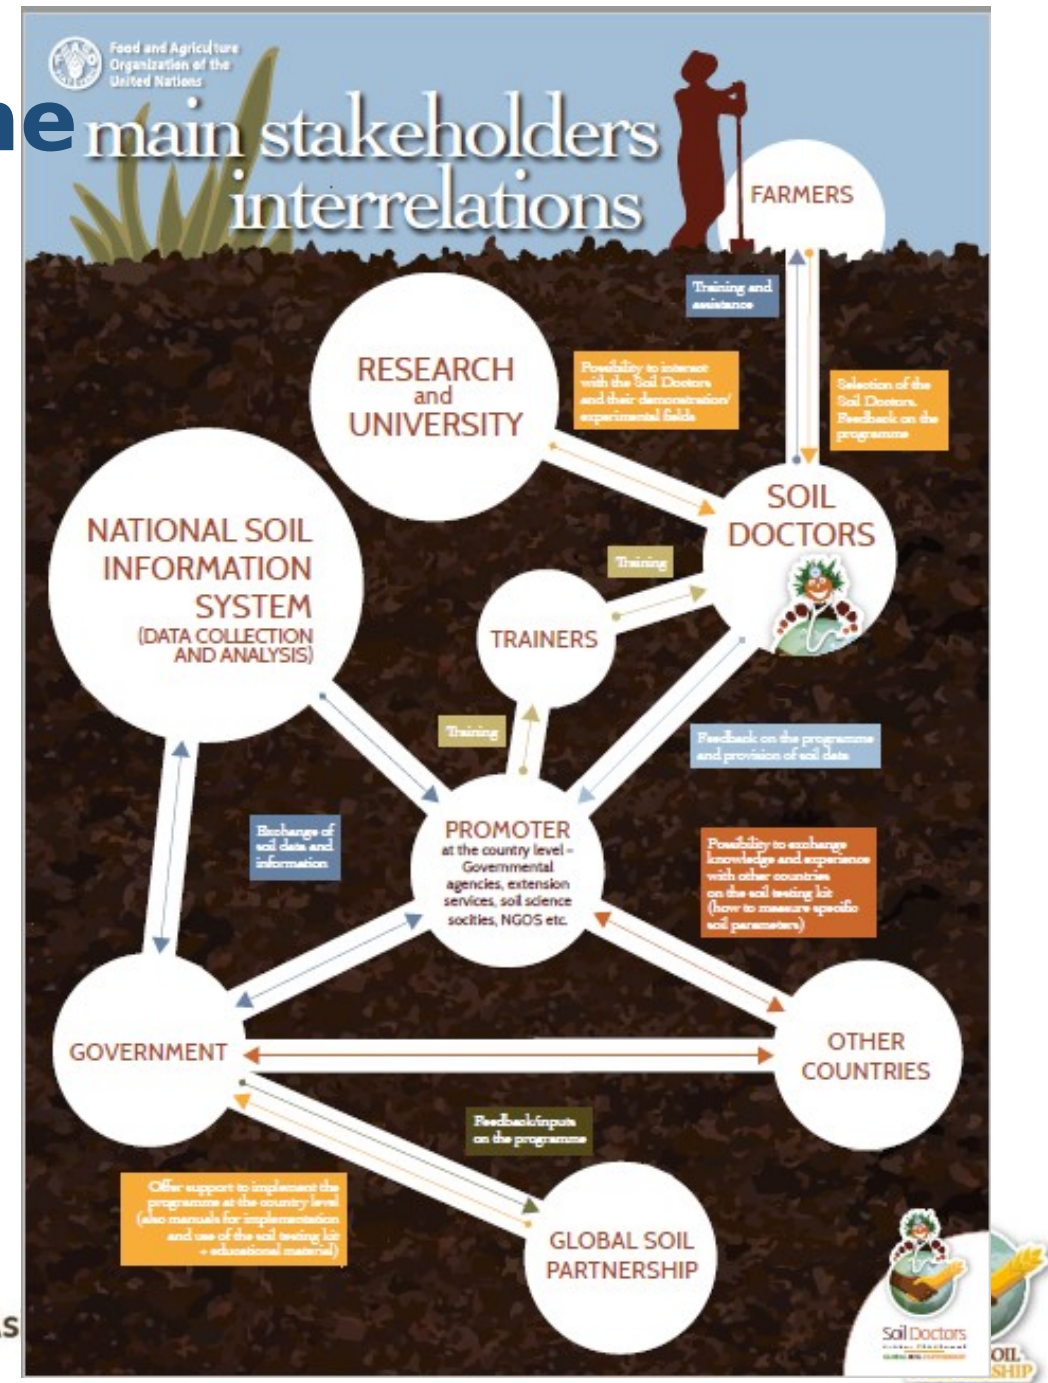 Food and Agriculture
Organization of the
United Nations
ne
main stakeholders
interrelations
FARMERS
Training and
assistance
RESEARCH
and
UNIVERSITY
Possibility to interact
with the Soil Doctors
and their demonstration/
experimental fields
Selection of the
Soil Doctors.
Feedback on the
programme
SOIL
DOCTORS
NATIONAL SOIL
INFORMATION
SYSTEM
(DATA COLLECTION
AND ANALYSIS)
Training
TRAINERS
Training
Feedback on the programme
and provision of soil data
Exchange of
soil data and
information
PROMOTER
at the country level –
Governmental
agencies, extension
services, soil science
socities, NGOS etc.
Possibility to exchange
knowledge and experience
with other countries
on the soil testing kit
(how to measure specific
soil parameters)
GOVERNMENT
OTHER
COUNTRIES
Feedback/inputs
on the programme
Offer support to implement the
programme at the country level
(also manuals for implementation
and use of the soil testing kit
+ educational material)
GLOBAL SOIL
PARTNERSHIP
Soil Doctors
OIL
SHIP